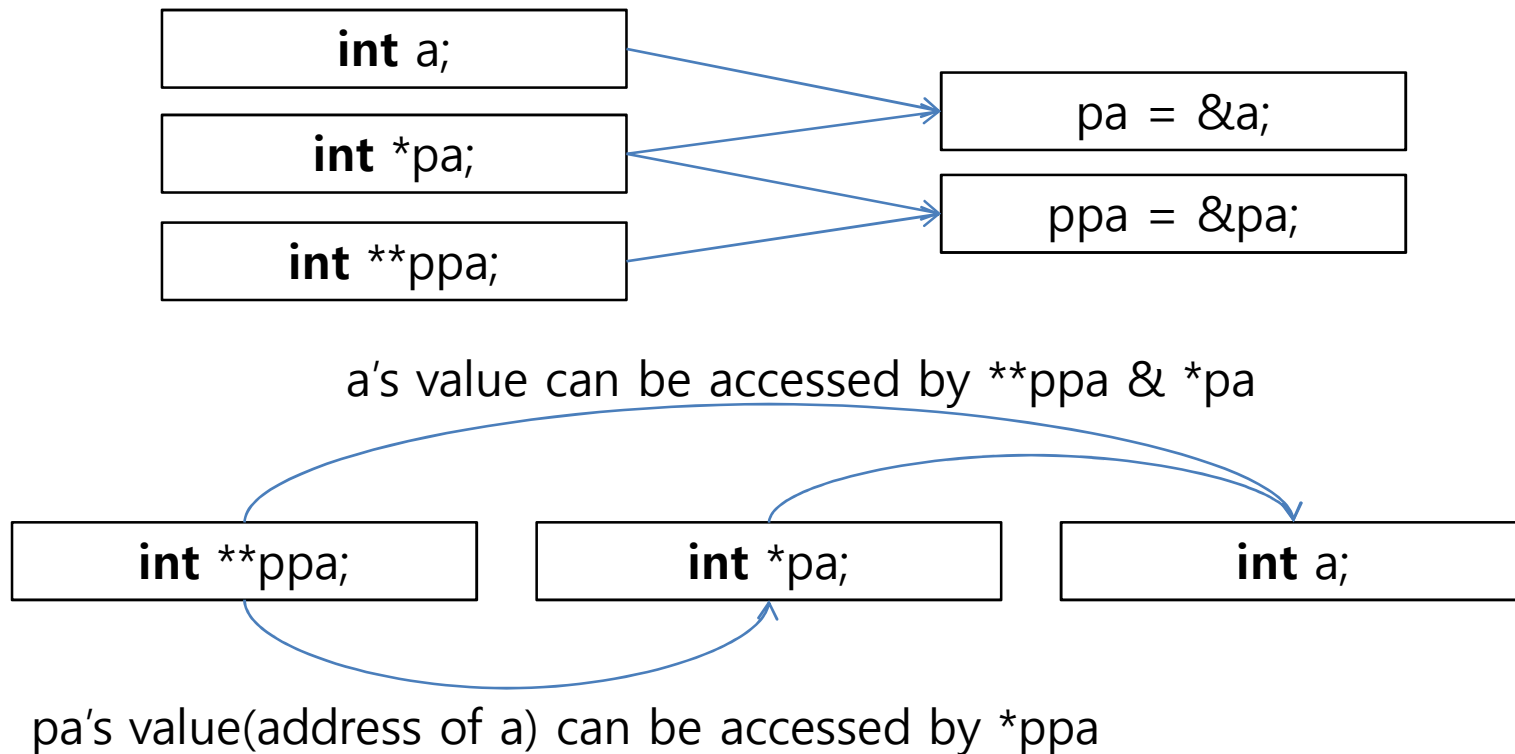 int a;
pa = &a;
int *pa;
ppa = &pa;
int **ppa;
a’s value can be accessed by **ppa & *pa
int **ppa;
int *pa;
int a;
pa’s value(address of a) can be accessed by *ppa